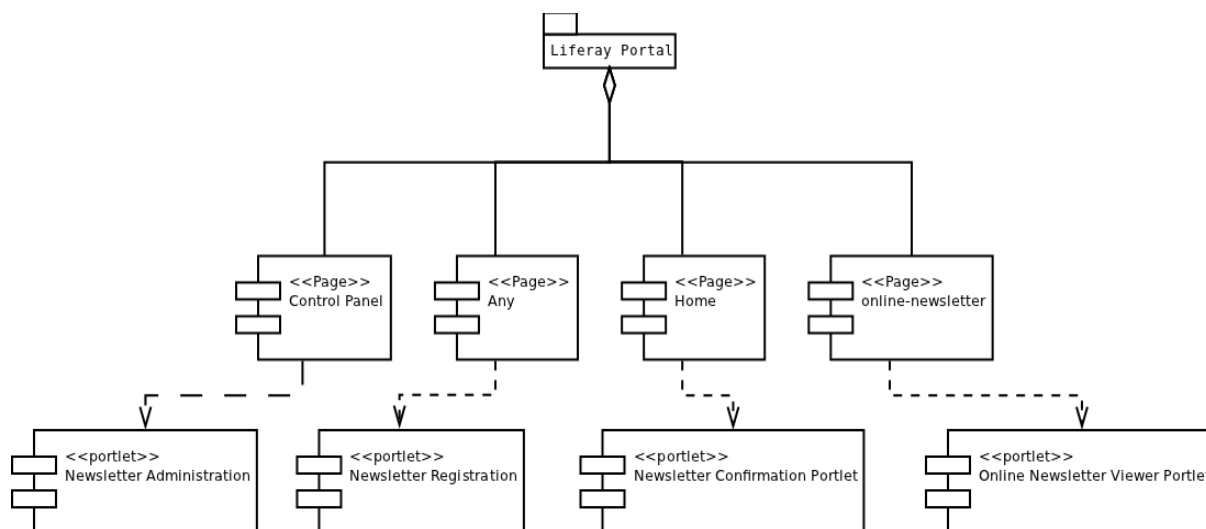 Liferay Portal
<<Page>>
Control Panel
<<Page>>
Any
<<Page>>
Home
<<Page>>
online-newsletter
<<portlet>>
Newsletter Administration
<<portlet>>
Newsletter Registration
<<portlet>>
Newsletter Confirmation Portlet
<<portlet>>
Online Newsletter Viewer Portlet